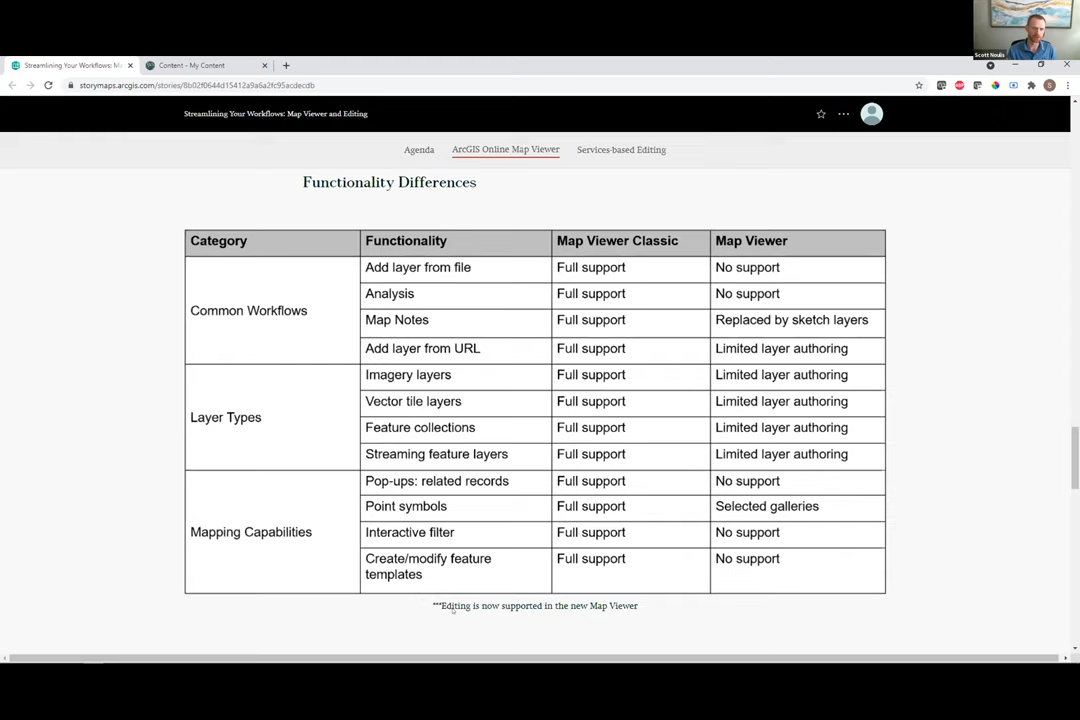 Scott Noulis
Streamlining Your Workflows: M
Content - My Content
storymaps.arcgis.com/stories/8b02f0644d15412a9a6a2fc95acdecdb
S
Streamlining Your Workflows: Map Viewer and Editing
Agenda ArcGIS Online Map Viewer Services-based Editing
Functionality Differences
Category Functionality Map Viewer Classic Map Viewer
Common Workflows
Add layer from file Full support No support
Analysis Full support No support
Map Notes Full support Replaced by sketch layers
Add layer from URL Full support Limited layer authoring
Layer Types
Imagery layers Full support Limited layer authoring
Vector tile layers Full support Limited layer authoring
Feature collections Full support Limited layer authoring
Streaming feature layers Full support Limited layer authoring
Mapping Capabilities
Pop-ups: related records Full support No support
Point symbols Full support Selected galleries
Interactive filter Full support No support
Create/modify feature Full support No support
templates
***Editing is now supported in the new Map Viewer